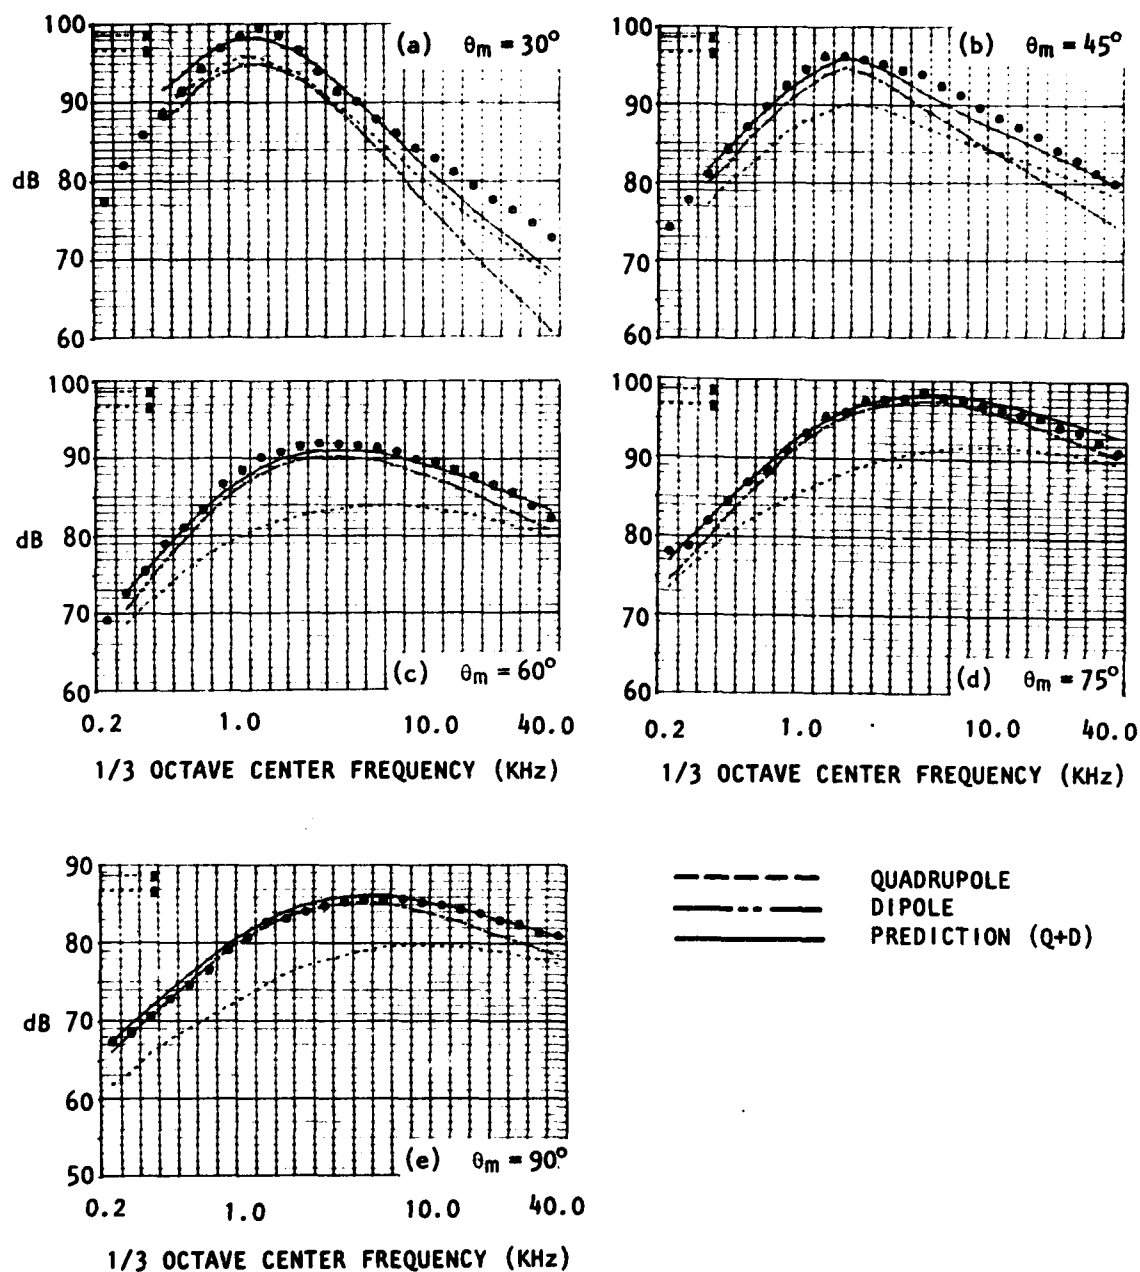 100
90
80
70
60
dB
(a) θm = 30°
100
90
80
70
60
(b) θm = 45°
100
90
80
70
60
dB
(c) θm = 60°
0.2 1.0 10.0 40.0
1/3 OCTAVE CENTER FREQUENCY (KHz)
100
90
80
70
60
(d) θm = 75°
0.2 1.0 10.0 40.0
1/3 OCTAVE CENTER FREQUENCY (KHz)
90
80
70
60
50
dB
(e) θm = 90°
0.2 1.0 10.0 40.0
1/3 OCTAVE CENTER FREQUENCY (KHz)
QUADRUPOLE
DIPOLE
PREDICTION (Q+D)